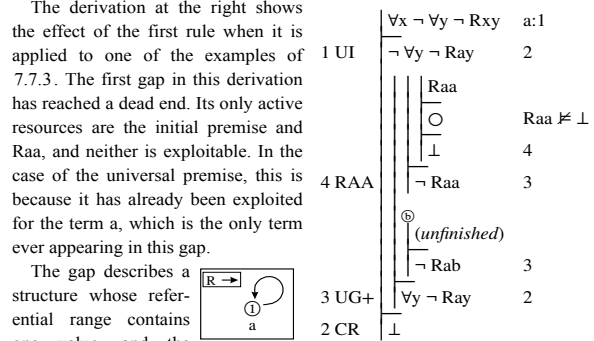 The derivation at the right shows
the effect of the first rule when it is
applied to one of the examples of
7.7.3. The first gap in this derivation
has reached a dead end. Its only active
resources are the initial premise and
Raa, and neither is exploitable. In the
case of the universal premise, this is
because it has already been exploited
for the term a, which is the only term
ever appearing in this gap.
The gap describes a
structure whose refer-
ential range contains
R →
1
a
∀x ¬ ∀y ¬ Rxy a:1
1 UI ¬ ∀y ¬ Ray 2
Raa
○ Raa ⊭ ⊥
⊥ 4
4 RAA ¬ Raa 3
ⓑ
(unfinished)
¬ Rab 3
3 UG+ ∀y ¬ Ray 2
2 CR ⊥